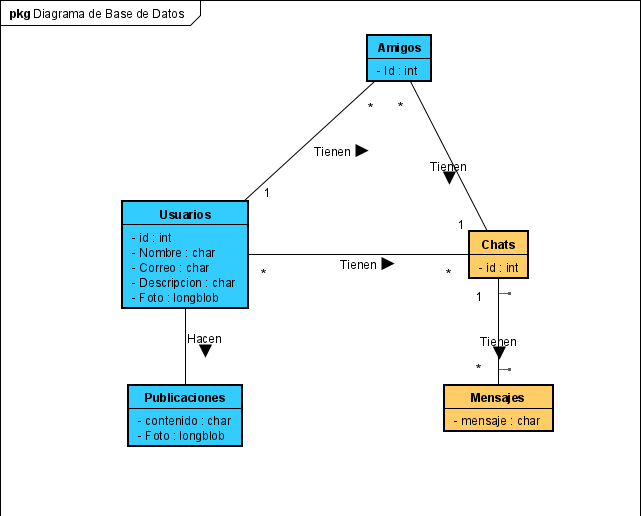 pkg Diagrama de Base de Datos
Amigos
- Id : int
*
*
Tienen
Tienen
1
Usuarios
- id : int
- Nombre : char
- Correo : char
- Descripcion : char
- Foto : longblob
1
Chats
- id : int
Tienen
*
*
1
Hacen
Tienen
*
Publicaciones
- contenido : char
- Foto : longblob
Mensajes
- mensaje : char